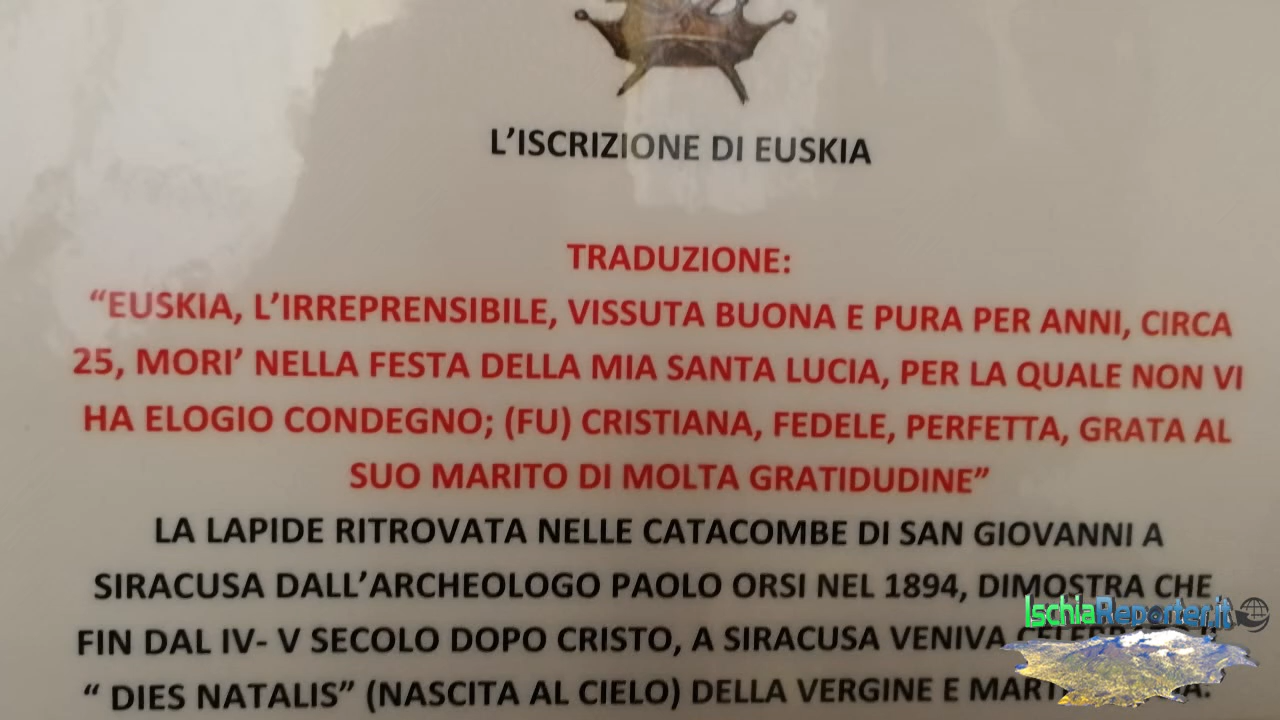 L'ISCRIZIONE DI EUSKIA
TRADUZIONE:
"EUSKIA, L'IRREPRENSIBILE, VISSUTA BUONA E PURA PER ANNI, CIRCA
25, MORI' NELLA FESTA DELLA MIA SANTA LUCIA, PER LA QUALE NON VI
HA ELOGIO CONDEGNO; (FU) CRISTIANA, FEDELE, PERFETTA, GRATA AL
SUO MARITO DI MOLTA GRATIDUDINE"
LA LAPIDE RITROVATA NELLE CATACOMBE DI SAN GIOVANNI A
SIRACUSA DALL'ARCHEOLOGO PAOLO ORSI NEL 1894, DIMOSTRA CHE
FIN DAL IV- V SECOLO DOPO CRISTO, A SIRACUSA VENIVA
" DIES NATALIS" (NASCITA AL CIELO) DELLA VERGINE E
IschiaReporter.it